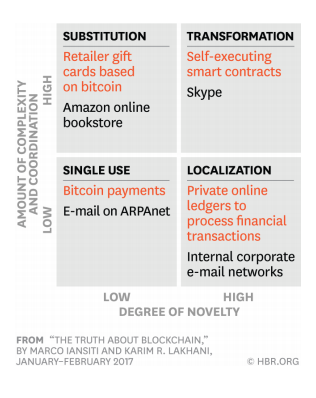 SUBSTITUTION
Retailer gift
cards based
on bitcoin
Amazon online
bookstore
TRANSFORMATION
Self-executing
smart contracts
Skype
SINGLE USE
Bitcoin payments
E-mail on ARPAnet
LOCALIZATION
Private online
ledgers to
process financial
transactions
Internal corporate
e-mail networks
AMOUNT OF COMPLEXITY
AND COORDINATION
HIGH
LOW
LOW
HIGH
DEGREE OF NOVELTY
FROM “THE TRUTH ABOUT BLOCKCHAIN,”
BY MARCO IANSITI AND KARIM R. LAKHANI,
JANUARY–FEBRUARY 2017
© HBR.ORG